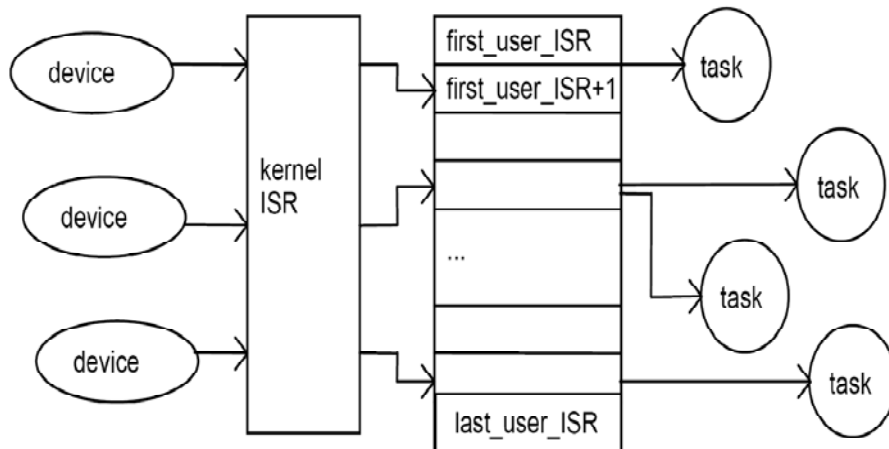 device
device
device
kernel
ISR
first_user_ISR
first_user_ISR+1
...
last_user_ISR
task
task
task
task